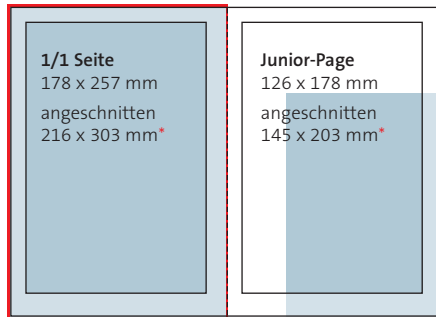 1/1 Seite
178 x 257 mm
angeschnitten
216 x 303 mm*
Junior-Page
126 x 178 mm
angeschnitten
145 x 203 mm*